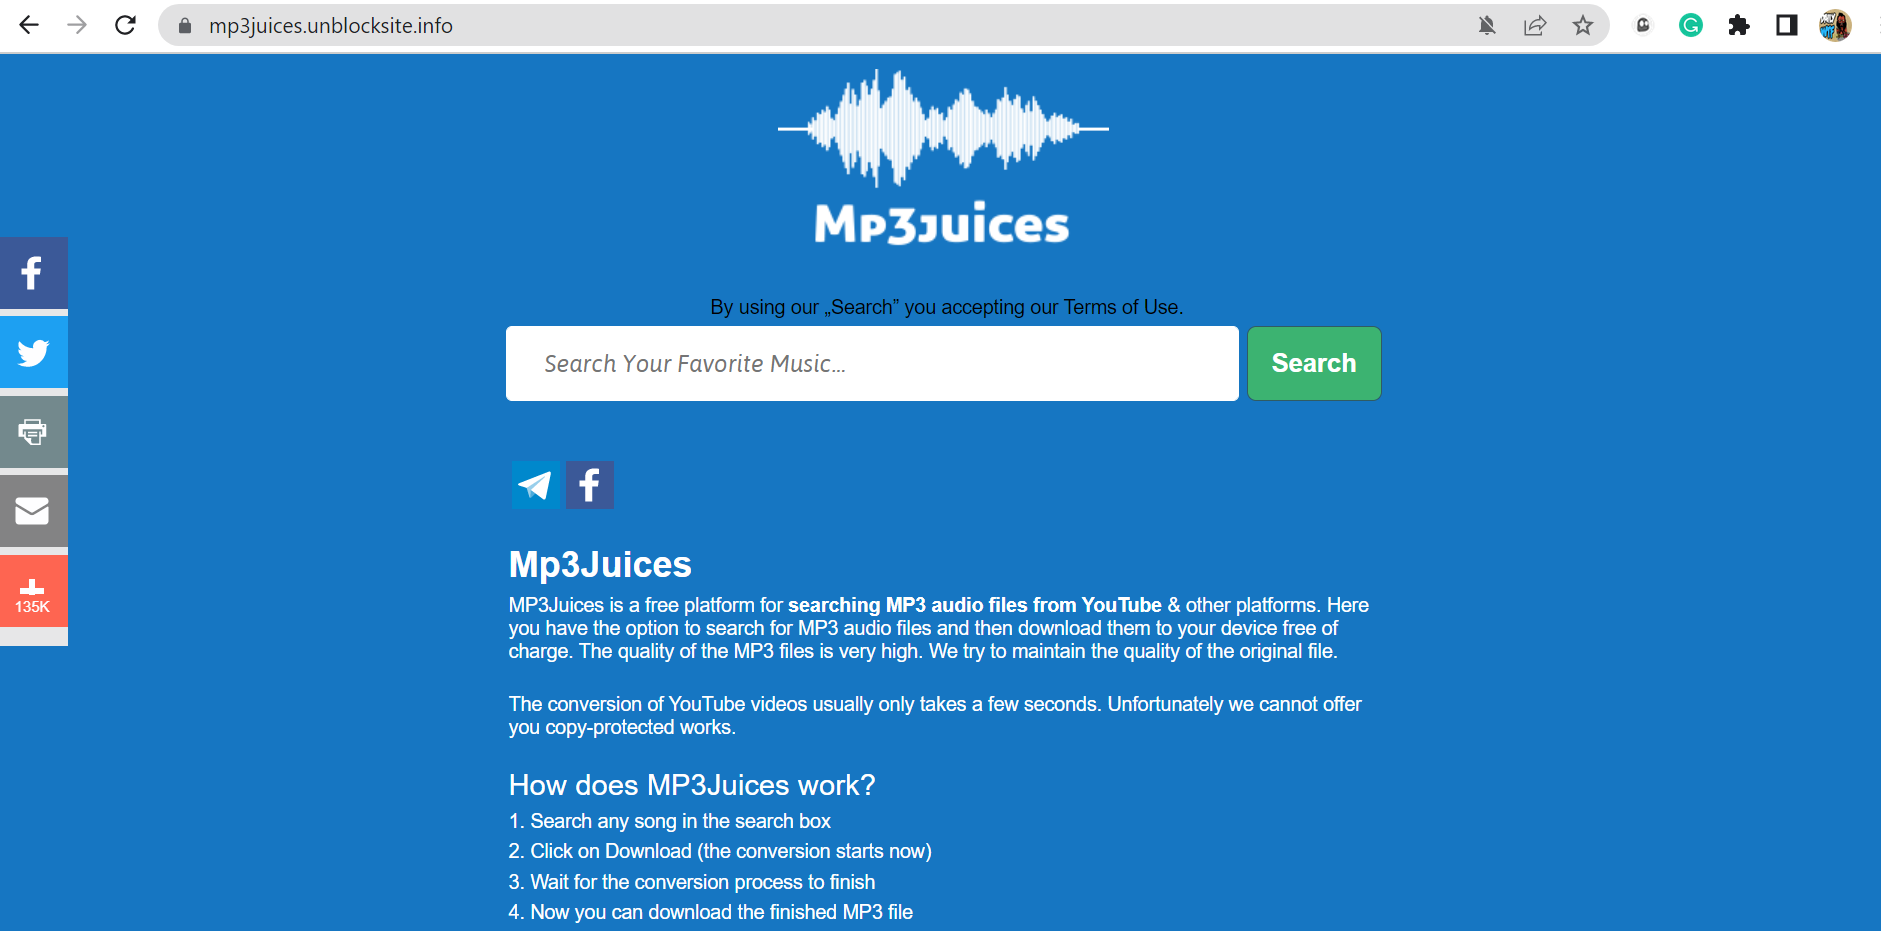 mp3juices.unblocksite.info
Mp3juices
By using our „Search” you accepting our Terms of Use.
Search Your Favorite Music...
Search
135K
Mp3Juices
MP3Juices is a free platform for searching MP3 audio files from YouTube & other platforms. Here
you have the option to search for MP3 audio files and then download them to your device free of
charge. The quality of the MP3 files is very high. We try to maintain the quality of the original file.
The conversion of YouTube videos usually only takes a few seconds. Unfortunately we cannot offer
you copy-protected works.
How does MP3Juices work?
1. Search any song in the search box
2. Click on Download (the conversion starts now)
3. Wait for the conversion process to finish
4. Now you can download the finished MP3 file